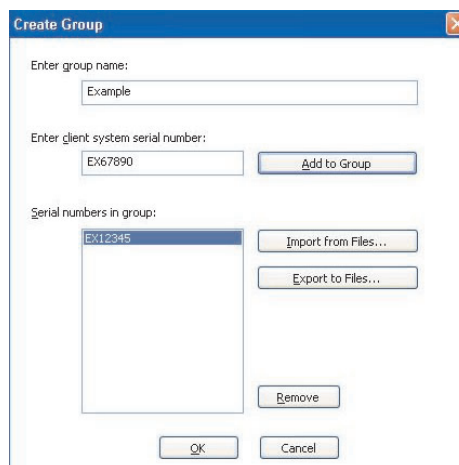 Create Group
Enter group name:
Example
Enter client system serial number:
EX67890
Add to Group
Serial numbers in group:
EX12345
Import from Files...
Export to Files...
Remove
OK
Cancel